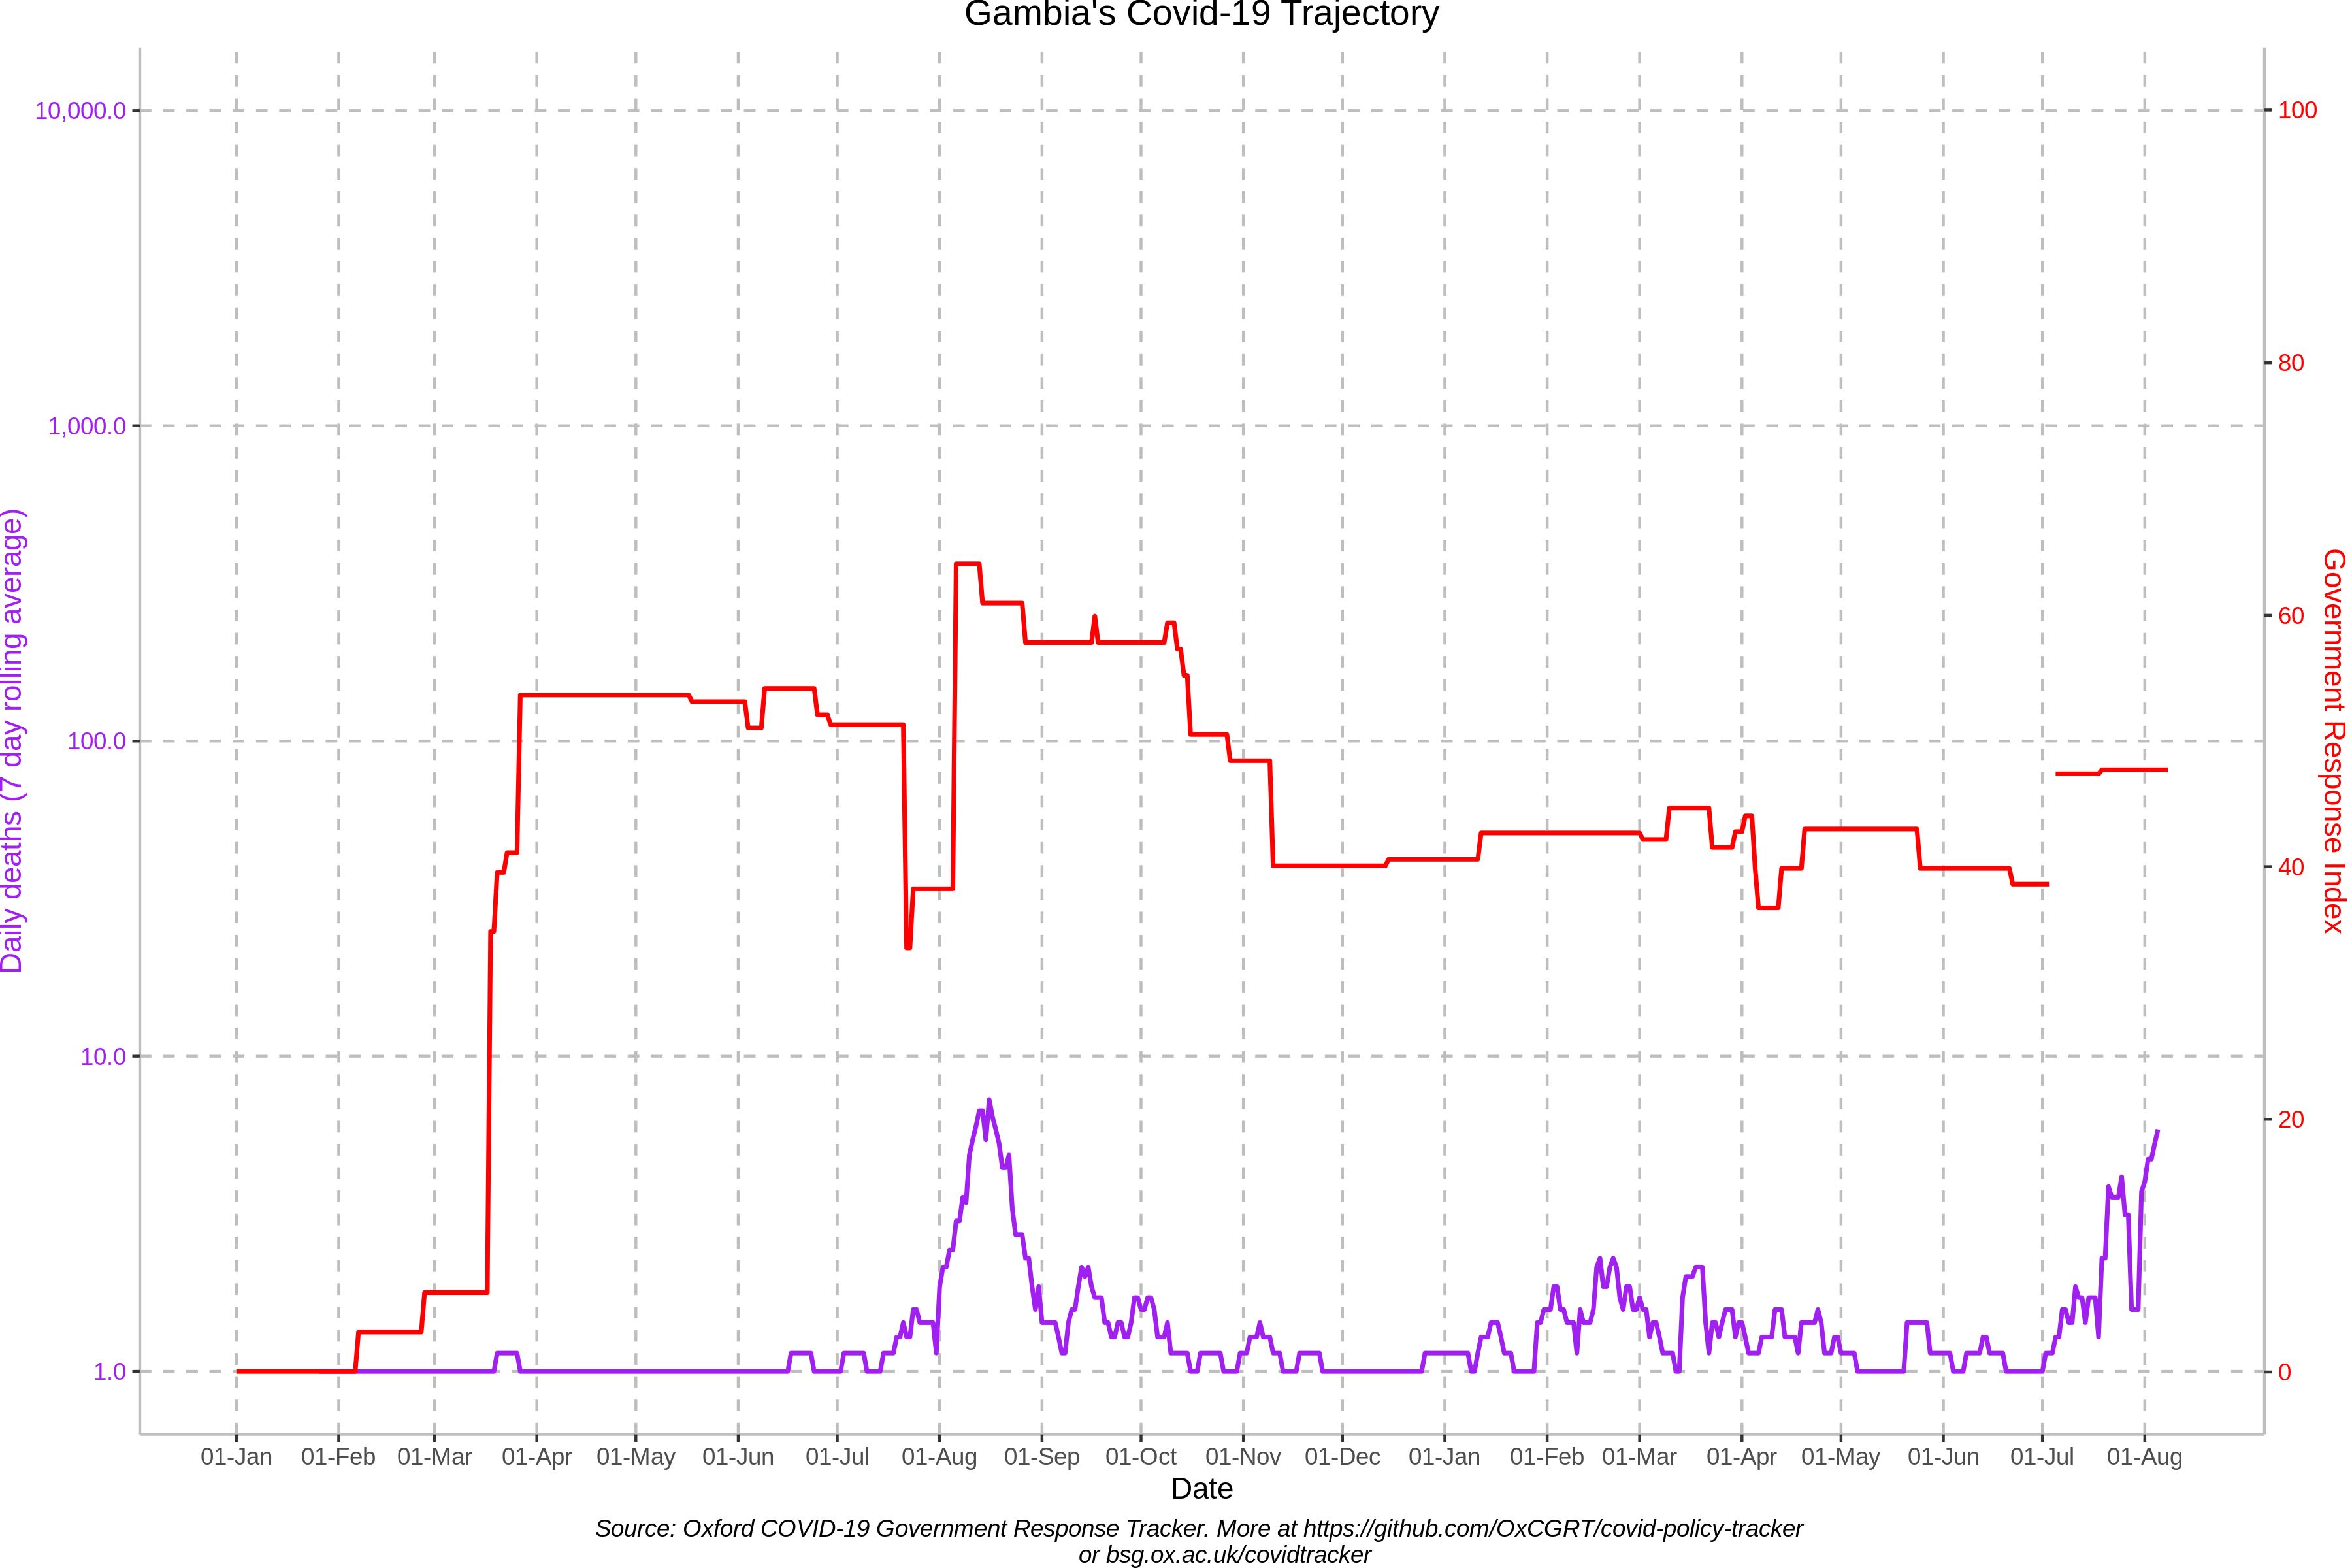 Gambia's Covid-19 Trajectory
10,000.0
1,000.0
100.0
10.0
1.0
Daily deaths (7 day rolling average)
100
80
60
40
20
0
Government Response Index
01-Jan 01-Feb 01-Mar 01-Apr 01-May 01-Jun 01-Jul 01-Aug 01-Sep 01-Oct 01-Nov 01-Dec 01-Jan 01-Feb 01-Mar 01-Apr 01-May 01-Jun 01-Jul 01-Aug
Date
Source: Oxford COVID-19 Government Response Tracker. More at https://github.com/OxCGRT/covid-policy-tracker
or bsg.ox.ac.uk/covidtracker